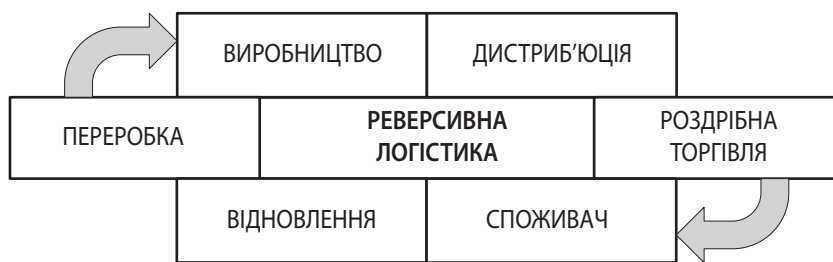 ВИРОБНИЦТВО
ДИСТРИБ’ЮЦІЯ
ПЕРЕРОБКА
РЕВЕРСИВНА
ЛОГІСТИКА
РОЗДРІБНА
ТОРГІВЛЯ
ВІДНОВЛЕННЯ
СПОЖИВАЧ